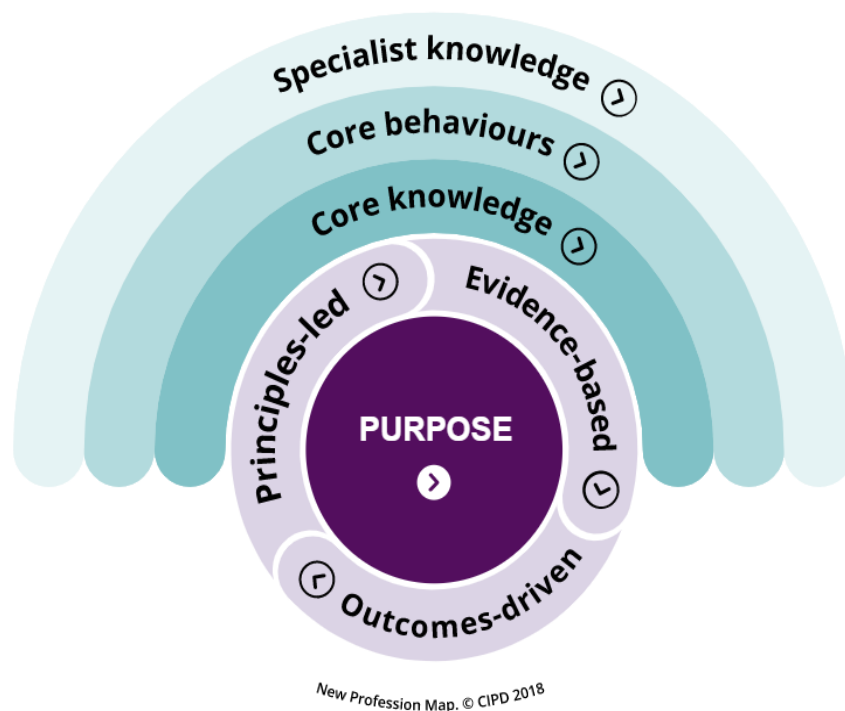 Specialist knowledge
Core behaviours
Core knowledge
Principles-led
Evidence-based
PURPOSE
Outcomes-driven
New Profession Map. © CIPD 2018